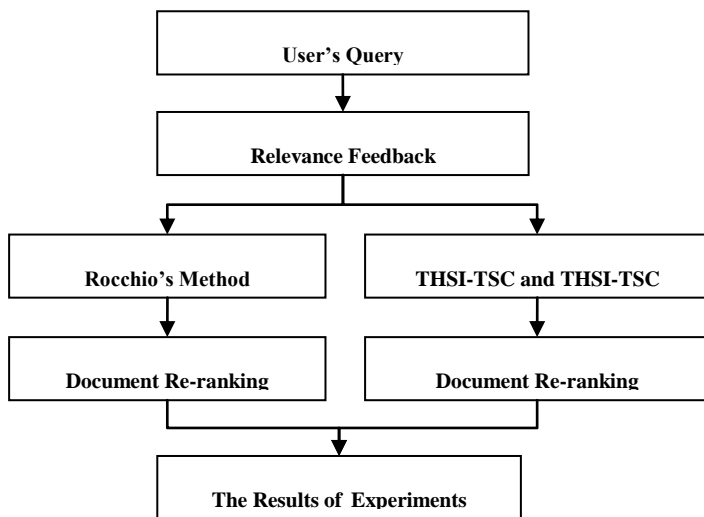 User’s Query
Relevance Feedback
Rocchio’s Method
THSI-TSC and THSI-TSC
Document Re-ranking
Document Re-ranking
The Results of Experiments